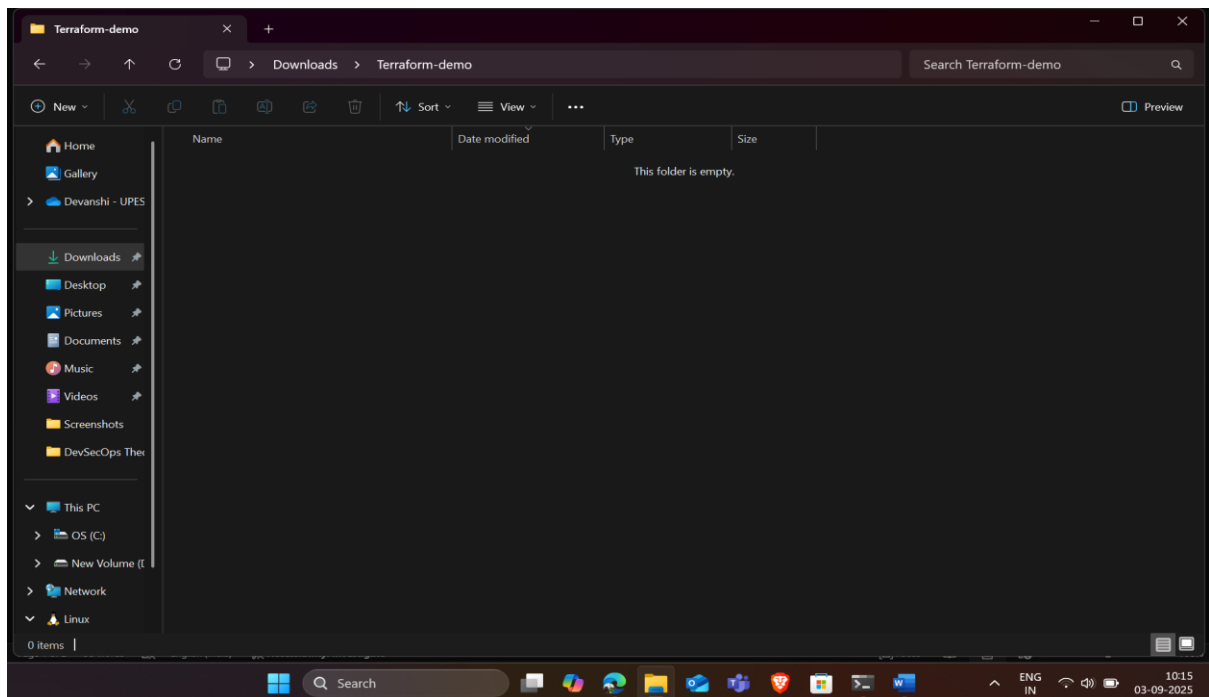 Terraform-demo
Downloads > Terraform-demo
Search Terraform-demo
New
Sort
View
Preview
Name
Date modified
Type
Size
This folder is empty.
Home
Gallery
Devanshi - UPES
Downloads
Desktop
Pictures
Documents
Music
Videos
Screenshots
DevSecOps
This PC
OS (C:)
New Volume
Network
Linux
0 items
Search
ENG
IN
10:15
03-09-2025